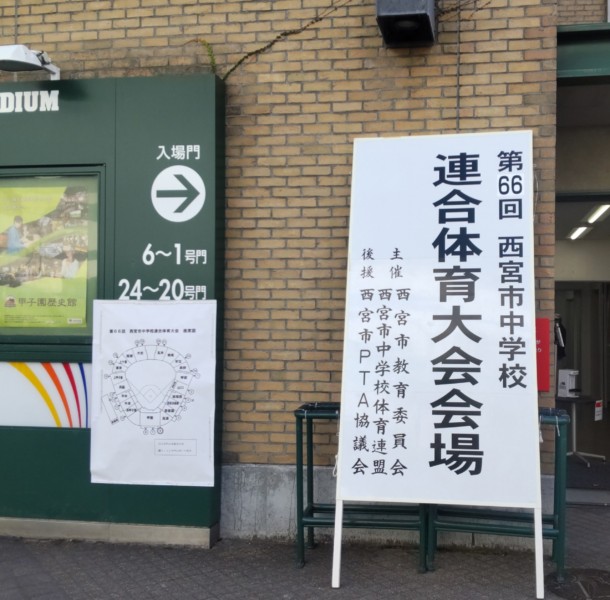 DIUM
入場門
6〜1号門
24〜20号門
甲子園歴史館
第66回 西宮市中学校
連合体育大会会場
主催 西宮市教育委員会
西宮市中学校体育連盟
後援 西宮市PTA協議会